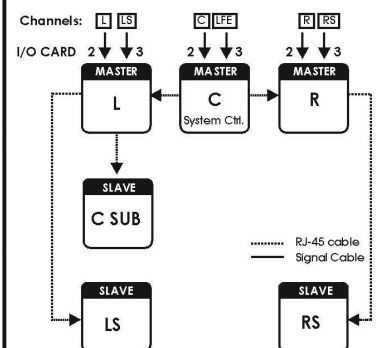 Channels: L LS C LFE R RS
I/O CARD 2 3 2 3 2 3
MASTER MASTER MASTER
L C R
System Ctrl.
SLAVE
C SUB
RJ-45 cable
Signal Cable
SLAVE SLAVE
LS RS